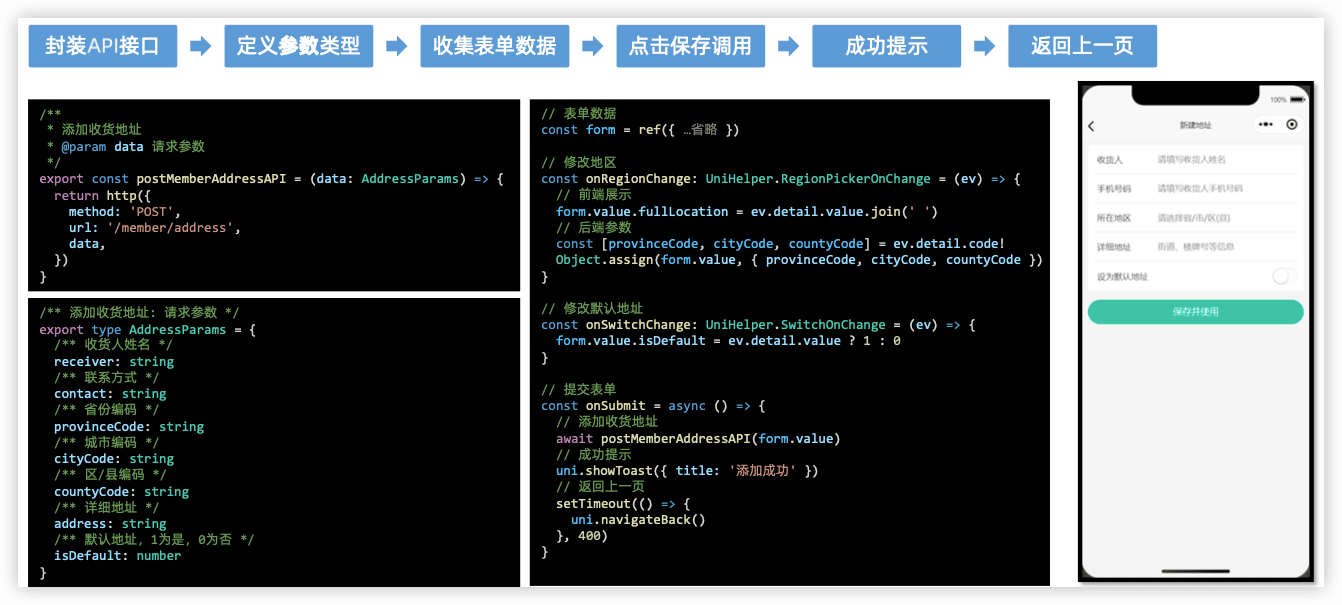 封装API接口
定义参数类型
收集表单数据
点击保存调用
成功提示
返回上一页
/**
 * 添加收货地址
 * @param data 请求参数
 */
export const postMemberAddressAPI = (data: AddressParams) => {
  return http({
    method: 'POST',
    url: '/member/address',
    data,
  })
}
/** 添加收货地址: 请求参数 */
export type AddressParams = {
  /** 收货人姓名 */
  receiver: string
  /** 联系方式 */
  contact: string
  /** 省份编码 */
  provinceCode: string
  /** 城市编码 */
  cityCode: string
  /** 区/县编码 */
  countyCode: string
  /** 详细地址 */
  address: string
  /** 默认地址，1为是，0为否 */
  isDefault: number
}
// 表单数据
const form = ref({ …省略 })
// 修改地区
const onRegionChange: UniHelper.RegionPickerOnChange = (ev) => {
  // 前端展示
  form.value.fullLocation = ev.detail.value.join(' ')
  // 后端参数
  const [provinceCode, cityCode, countyCode] = ev.detail.code!
  Object.assign(form.value, { provinceCode, cityCode, countyCode })
}
// 修改默认地址
const onSwitchChange: UniHelper.SwitchOnChange = (ev) => {
  form.value.isDefault = ev.detail.value ? 1 : 0
}
// 提交表单
const onSubmit = async () => {
  // 添加收货地址
  await postMemberAddressAPI(form.value)
  // 成功提示
  uni.showToast({ title: '添加成功' })
  // 返回上一页
  setTimeout(() => {
    uni.navigateBack()
  }, 400)
}
100%
新建地址
收货人 请填写收货人姓名
手机号码 请填写收货人手机号码
所在地区 请选择省/市/区(县)
详细地址 街道、楼牌号等信息
设为默认地址
保存并使用